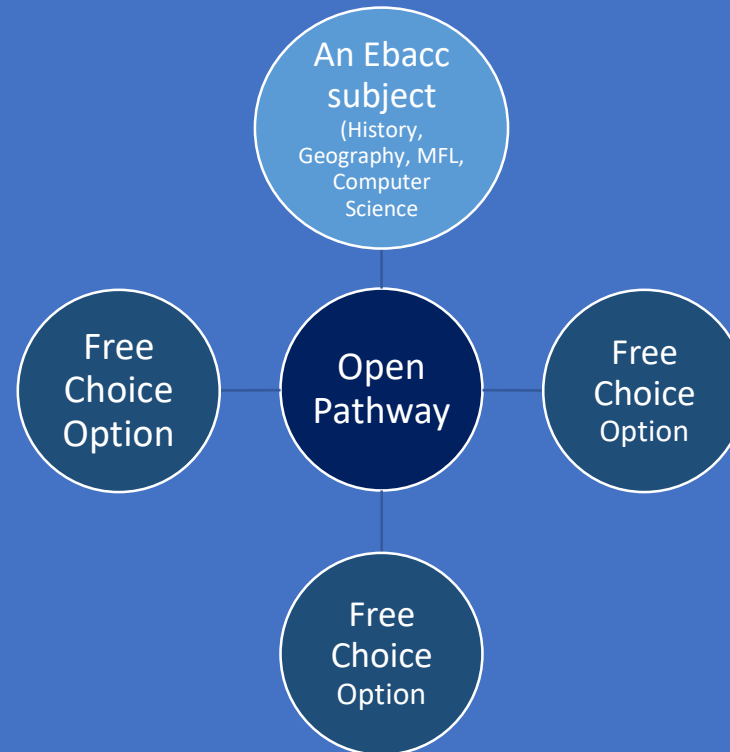 An Ebacc
subject
(History,
Geography, MFL,
Computer
Science
Free
Choice
Option
Open
Pathway
Free
Choice
Option
Free
Choice
Option